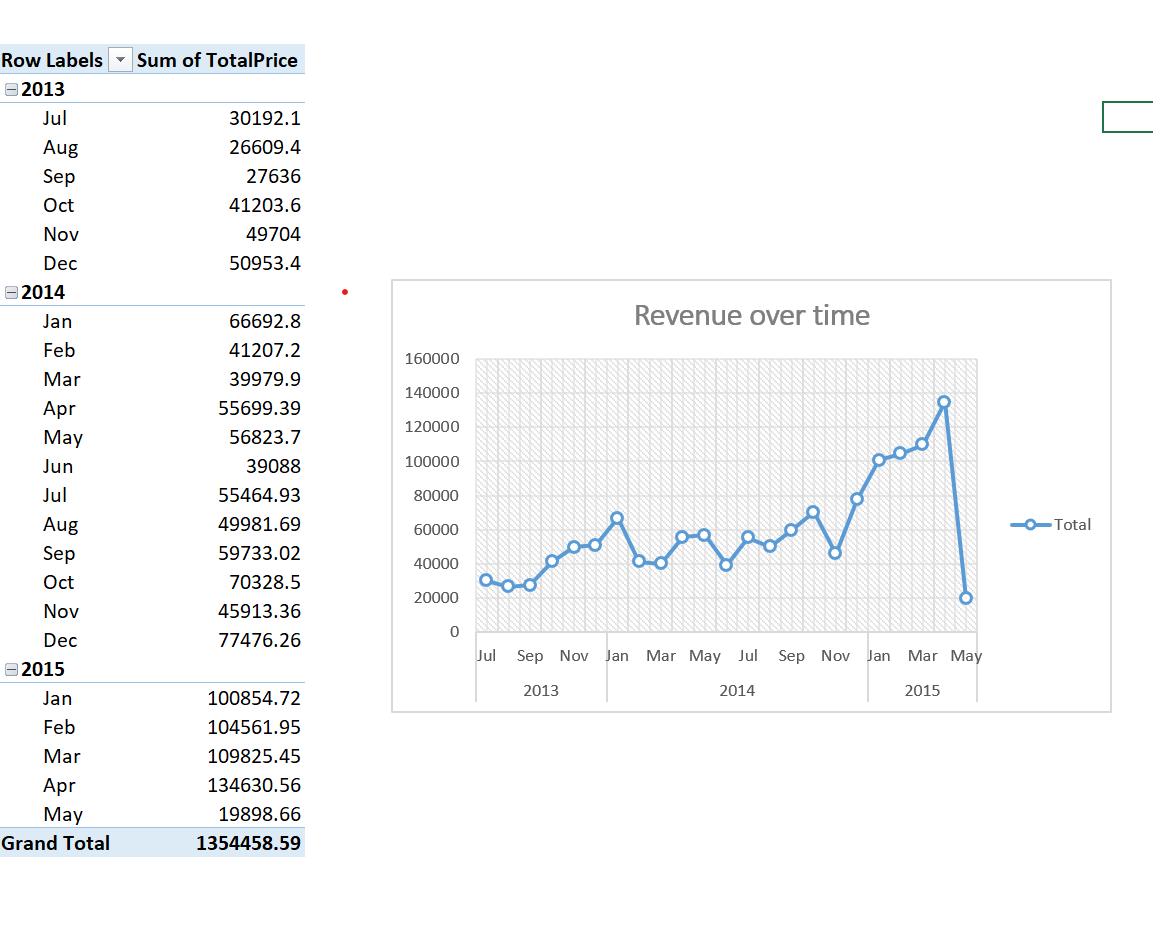 Row Labels Sum of TotalPrice
2013
Jul 30192.1
Aug 26609.4
Sep 27636
Oct 41203.6
Nov 49704
Dec 50953.4
2014
Jan 66692.8
Feb 41207.2
Mar 39979.9
Apr 55699.39
May 56823.7
Jun 39088
Jul 55464.93
Aug 49981.69
Sep 59733.02
Oct 70328.5
Nov 45913.36
Dec 77476.26
2015
Jan 100854.72
Feb 104561.95
Mar 109825.45
Apr 134630.56
May 19898.66
Grand Total 1354458.59
Revenue over time
160000
140000
120000
100000
80000
60000
40000
20000
0
Jul Sep Nov Jan Mar May Jul Sep Nov Jan Mar May
2013 2014 2015
Total